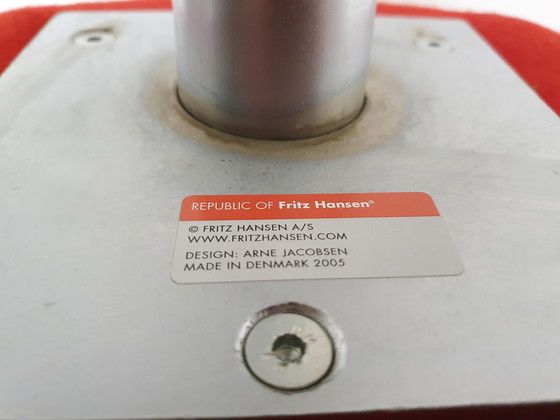 REPUBLIC OF Fritz Hansen®
© FRITZ HANSEN A/S
WWW.FRITZHANSEN.COM
DESIGN: ARNE JACOBSEN
MADE IN DENMARK 2005